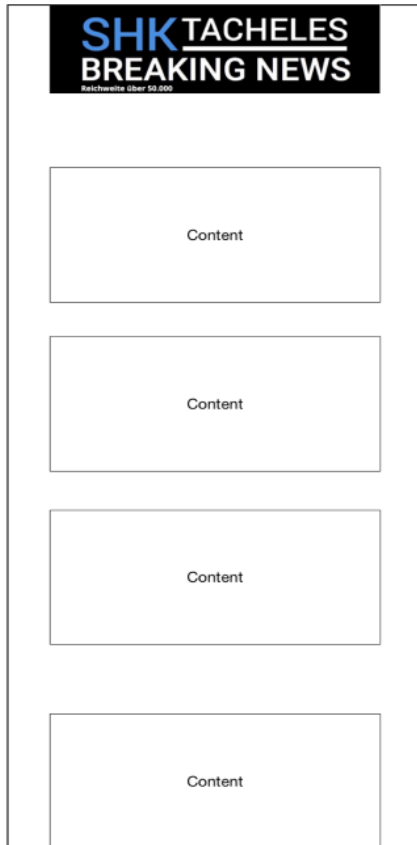 SHK TACHELES
BREAKING NEWS
Reichweite über 50.000
Content
Content
Content
Content